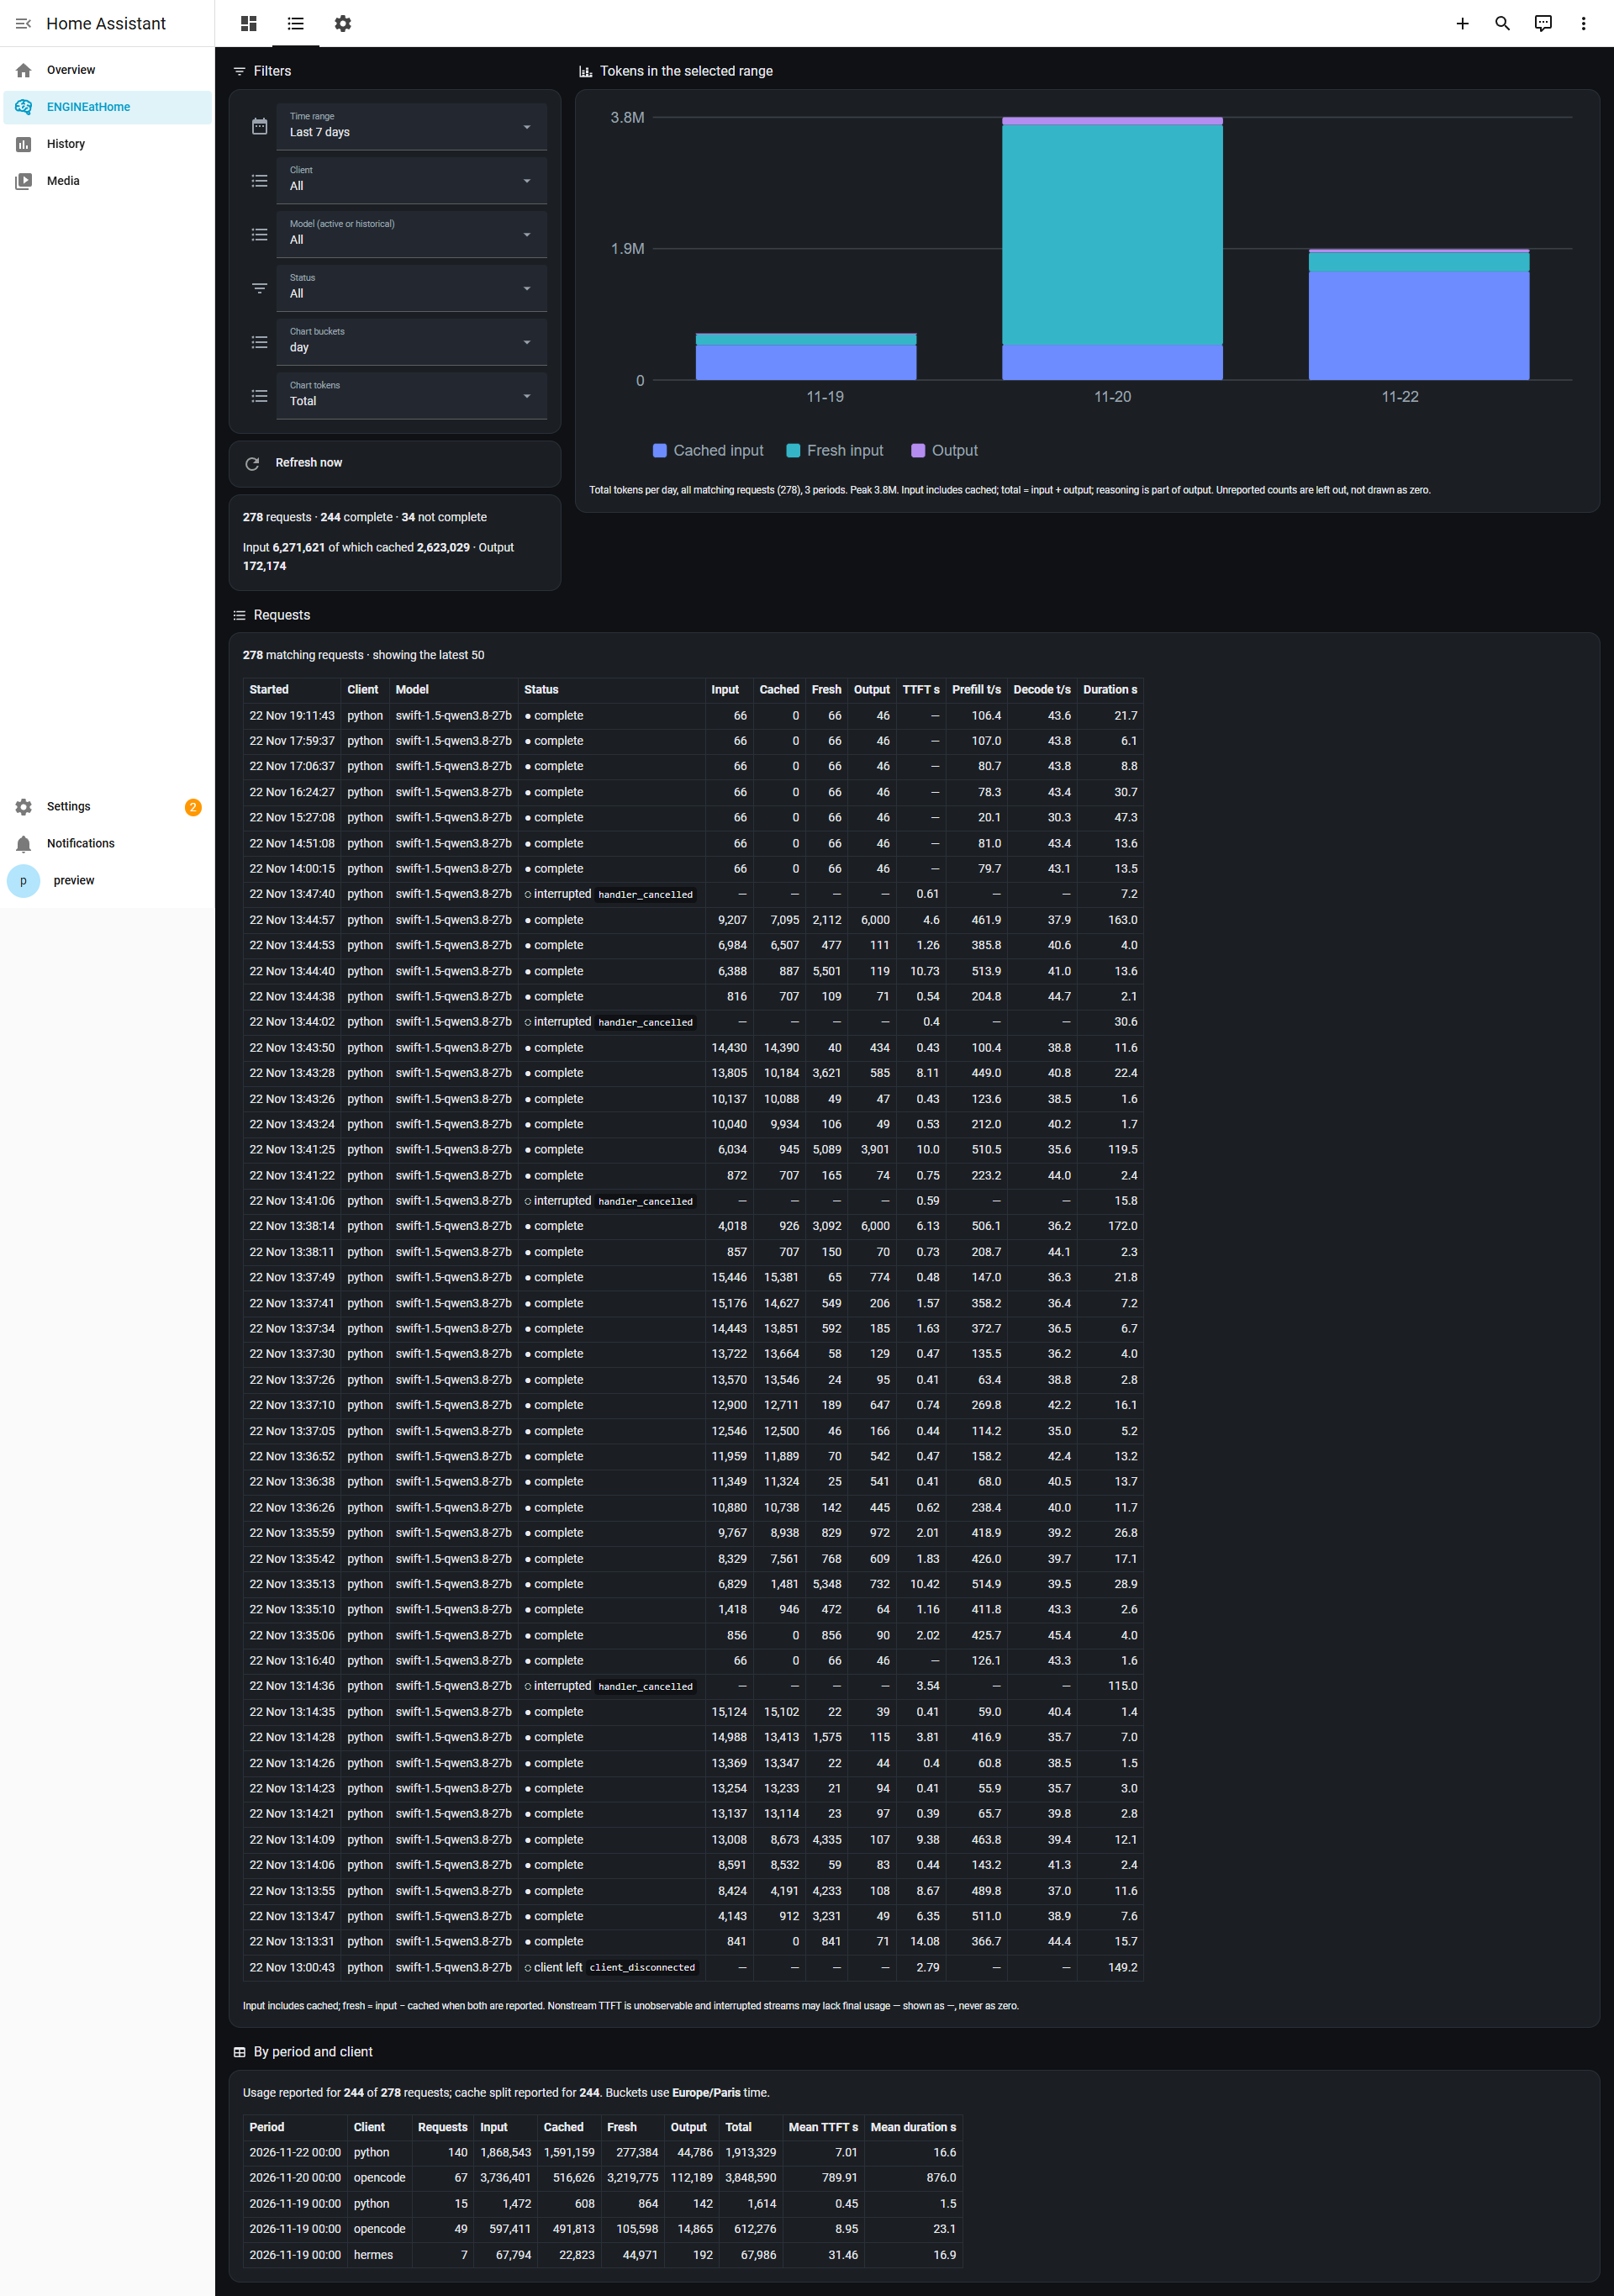 Home Assistant
Overview
ENGINEatHome
History
Media
Settings
2
Notifications
p
preview
Filters
Time range
Last 7 days
Client
All
Model (active or historical)
All
Status
All
Chart buckets
day
Chart tokens
Total
Refresh now
278 requests · 244 complete · 34 not complete
Input 6,271,621 of which cached 2,623,029 · Output
172,174
Tokens in the selected range
3.8M
1.9M
0
11-19 11-20 11-22
Cached input Fresh input Output
Total tokens per day, all matching requests (278), 3 periods. Peak 3.8M. Input includes cached; total = input + output; reasoning is part of output. Unreported counts are left out, not drawn as zero.
Requests
278 matching requests · showing the latest 50
Started Client Model Status Input Cached Fresh Output TTFT s Prefill t/s Decode t/s Duration s
22 Nov 19:11:43 python swift-1.5-qwen3.8-27b ● complete 66 0 66 46 — 106.4 43.6 21.7
22 Nov 17:59:37 python swift-1.5-qwen3.8-27b ● complete 66 0 66 46 — 107.0 43.8 6.1
22 Nov 17:06:37 python swift-1.5-qwen3.8-27b ● complete 66 0 66 46 — 80.7 43.8 8.8
22 Nov 16:24:27 python swift-1.5-qwen3.8-27b ● complete 66 0 66 46 — 78.3 43.4 30.7
22 Nov 15:27:08 python swift-1.5-qwen3.8-27b ● complete 66 0 66 46 — 20.1 30.3 47.3
22 Nov 14:51:08 python swift-1.5-qwen3.8-27b ● complete 66 0 66 46 — 81.0 43.4 13.6
22 Nov 14:00:15 python swift-1.5-qwen3.8-27b ● complete 66 0 66 46 — 79.7 43.1 13.5
22 Nov 13:47:40 python swift-1.5-qwen3.8-27b ○ interrupted handler_cancelled — — — — 0.61 — — 7.2
22 Nov 13:44:57 python swift-1.5-qwen3.8-27b ● complete 9,207 7,095 2,112 6,000 4.6 461.9 37.9 163.0
22 Nov 13:44:53 python swift-1.5-qwen3.8-27b ● complete 6,984 6,507 477 111 1.26 385.8 40.6 4.0
22 Nov 13:44:40 python swift-1.5-qwen3.8-27b ● complete 6,388 887 5,501 119 10.73 513.9 41.0 13.6
22 Nov 13:44:38 python swift-1.5-qwen3.8-27b ● complete 816 707 109 71 0.54 204.8 44.7 2.1
22 Nov 13:44:02 python swift-1.5-qwen3.8-27b ○ interrupted handler_cancelled — — — — 0.4 — — 30.6
22 Nov 13:43:50 python swift-1.5-qwen3.8-27b ● complete 14,430 14,390 40 434 0.43 100.4 38.8 11.6
22 Nov 13:43:28 python swift-1.5-qwen3.8-27b ● complete 13,805 10,184 3,621 585 8.11 449.0 40.8 22.4
22 Nov 13:43:26 python swift-1.5-qwen3.8-27b ● complete 10,137 10,088 49 47 0.43 123.6 38.5 1.6
22 Nov 13:43:24 python swift-1.5-qwen3.8-27b ● complete 10,040 9,934 106 49 0.53 212.0 40.2 1.7
22 Nov 13:41:25 python swift-1.5-qwen3.8-27b ● complete 6,034 945 5,089 3,901 10.0 510.5 35.6 119.5
22 Nov 13:41:22 python swift-1.5-qwen3.8-27b ● complete 872 707 165 74 0.75 223.2 44.0 2.4
22 Nov 13:41:06 python swift-1.5-qwen3.8-27b ○ interrupted handler_cancelled — — — — 0.59 — — 15.8
22 Nov 13:38:14 python swift-1.5-qwen3.8-27b ● complete 4,018 926 3,092 6,000 6.13 506.1 36.2 172.0
22 Nov 13:38:11 python swift-1.5-qwen3.8-27b ● complete 857 707 150 70 0.73 208.7 44.1 2.3
22 Nov 13:37:49 python swift-1.5-qwen3.8-27b ● complete 15,446 15,381 65 774 0.48 147.0 36.3 21.8
22 Nov 13:37:41 python swift-1.5-qwen3.8-27b ● complete 15,176 14,627 549 206 1.57 358.2 36.4 7.2
22 Nov 13:37:34 python swift-1.5-qwen3.8-27b ● complete 14,443 13,851 592 185 1.63 372.7 36.5 6.7
22 Nov 13:37:30 python swift-1.5-qwen3.8-27b ● complete 13,722 13,664 58 129 0.47 135.5 36.2 4.0
22 Nov 13:37:26 python swift-1.5-qwen3.8-27b ● complete 13,570 13,546 24 95 0.41 63.4 38.8 2.8
22 Nov 13:37:10 python swift-1.5-qwen3.8-27b ● complete 12,900 12,711 189 647 0.74 269.8 42.2 16.1
22 Nov 13:37:05 python swift-1.5-qwen3.8-27b ● complete 12,546 12,500 46 166 0.44 114.2 35.0 5.2
22 Nov 13:36:52 python swift-1.5-qwen3.8-27b ● complete 11,959 11,889 70 542 0.47 158.2 42.4 13.2
22 Nov 13:36:38 python swift-1.5-qwen3.8-27b ● complete 11,349 11,324 25 541 0.41 68.0 40.5 13.7
22 Nov 13:36:26 python swift-1.5-qwen3.8-27b ● complete 10,880 10,738 142 445 0.62 238.4 40.0 11.7
22 Nov 13:35:59 python swift-1.5-qwen3.8-27b ● complete 9,767 8,938 829 972 2.01 418.9 39.2 26.8
22 Nov 13:35:42 python swift-1.5-qwen3.8-27b ● complete 8,329 7,561 768 609 1.83 426.0 39.7 17.1
22 Nov 13:35:13 python swift-1.5-qwen3.8-27b ● complete 6,829 1,481 5,348 732 10.42 514.9 39.5 28.9
22 Nov 13:35:10 python swift-1.5-qwen3.8-27b ● complete 1,418 946 472 64 1.16 411.8 43.3 2.6
22 Nov 13:35:06 python swift-1.5-qwen3.8-27b ● complete 856 0 856 90 2.02 425.7 45.4 4.0
22 Nov 13:16:40 python swift-1.5-qwen3.8-27b ● complete 66 0 66 46 — 126.1 43.3 1.6
22 Nov 13:14:36 python swift-1.5-qwen3.8-27b ○ interrupted handler_cancelled — — — — 3.54 — — 115.0
22 Nov 13:14:35 python swift-1.5-qwen3.8-27b ● complete 15,124 15,102 22 39 0.41 59.0 40.4 1.4
22 Nov 13:14:28 python swift-1.5-qwen3.8-27b ● complete 14,988 13,413 1,575 115 3.81 416.9 35.7 7.0
22 Nov 13:14:26 python swift-1.5-qwen3.8-27b ● complete 13,369 13,347 22 44 0.4 60.8 38.5 1.5
22 Nov 13:14:23 python swift-1.5-qwen3.8-27b ● complete 13,254 13,233 21 94 0.41 55.9 35.7 3.0
22 Nov 13:14:21 python swift-1.5-qwen3.8-27b ● complete 13,137 13,114 23 97 0.39 65.7 39.8 2.8
22 Nov 13:14:09 python swift-1.5-qwen3.8-27b ● complete 13,008 8,673 4,335 107 9.38 463.8 39.4 12.1
22 Nov 13:14:06 python swift-1.5-qwen3.8-27b ● complete 8,591 8,532 59 83 0.44 143.2 41.3 2.4
22 Nov 13:13:55 python swift-1.5-qwen3.8-27b ● complete 8,424 4,191 4,233 108 8.67 489.8 37.0 11.6
22 Nov 13:13:47 python swift-1.5-qwen3.8-27b ● complete 4,143 912 3,231 49 6.35 511.0 38.9 7.6
22 Nov 13:13:31 python swift-1.5-qwen3.8-27b ● complete 841 0 841 71 14.08 366.7 44.4 15.7
22 Nov 13:00:43 python swift-1.5-qwen3.8-27b ○ client left client_disconnected — — — — 2.79 — — 149.2
Input includes cached; fresh = input − cached when both are reported. Nonstream TTFT is unobservable and interrupted streams may lack final usage — shown as —, never as zero.
By period and client
Usage reported for 244 of 278 requests; cache split reported for 244. Buckets use Europe/Paris time.
Period Client Requests Input Cached Fresh Output Total Mean TTFT s Mean duration s
2026-11-22 00:00 python 140 1,868,543 1,591,159 277,384 44,786 1,913,329 7.01 16.6
2026-11-20 00:00 opencode 67 3,736,401 516,626 3,219,775 112,189 3,848,590 789.91 876.0
2026-11-19 00:00 python 15 1,472 608 864 142 1,614 0.45 1.5
2026-11-19 00:00 opencode 49 597,411 491,813 105,598 14,865 612,276 8.95 23.1
2026-11-19 00:00 hermes 7 67,794 22,823 44,971 192 67,986 31.46 16.9